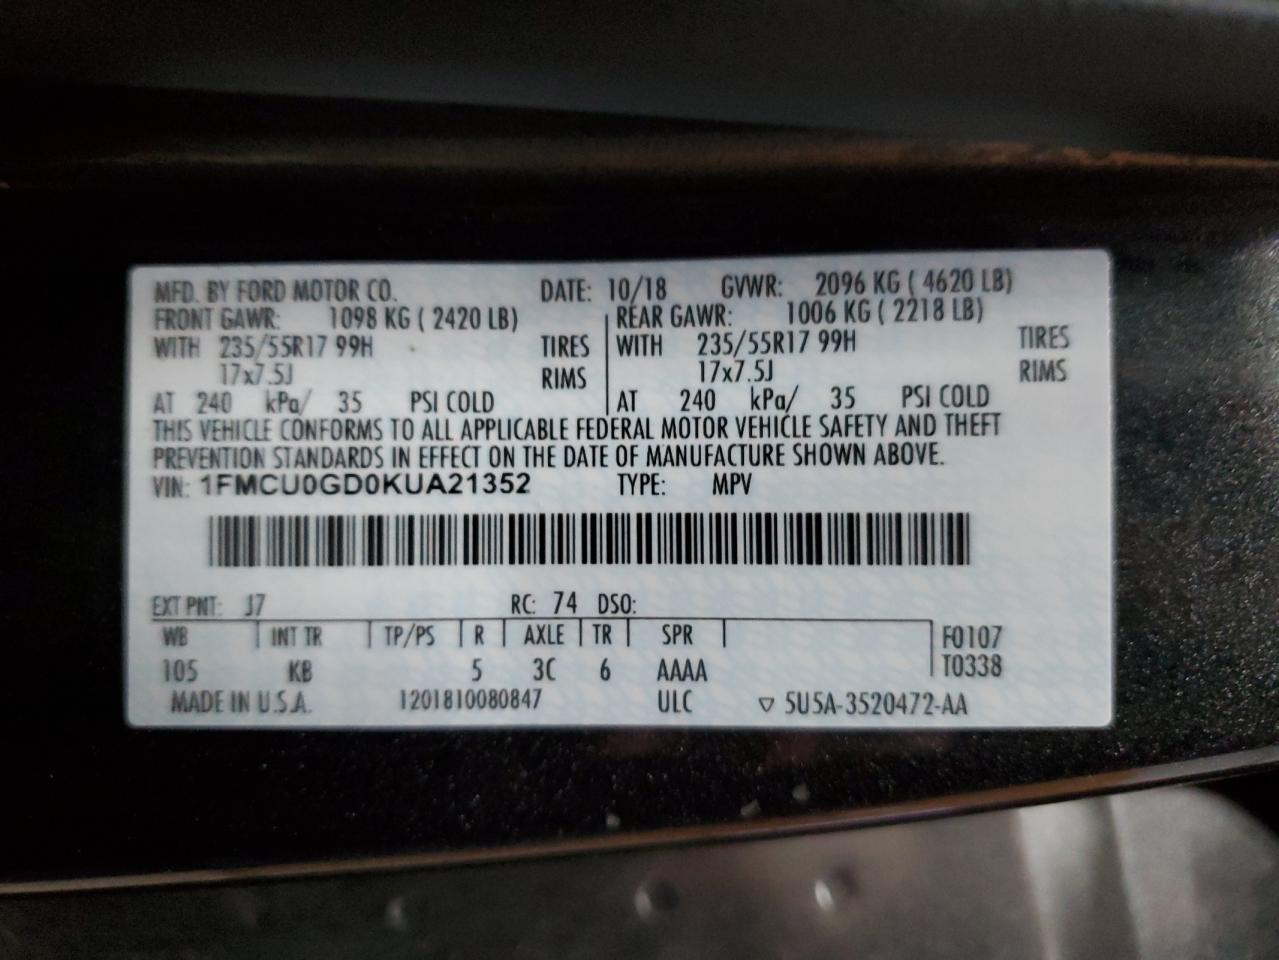 MFD. BY FORD MOTOR CO. DATE: 10/18 GVWR: 2096 KG ( 4620 LB)
FRONT GAWR: 1098 KG ( 2420 LB) REAR GAWR: 1006 KG ( 2218 LB)
WITH 235/55R17 99H TIRES WITH 235/55R17 99H TIRES
17x7.5J RIMS 17x7.5J RIMS
AT 240 kPa/ 35 PSI COLD AT 240 kPa/ 35 PSI COLD
THIS VEHICLE CONFORMS TO ALL APPLICABLE FEDERAL MOTOR VEHICLE SAFETY AND THEFT
PREVENTION STANDARDS IN EFFECT ON THE DATE OF MANUFACTURE SHOWN ABOVE.
VIN: 1FMCU0GD0KUA21352 TYPE: MPV
EXT PNT: J7 RC: 74 DSO:
WB INT TR TP/PS R AXLE TR SPR F0107
105 KB 5 3C 6 AAAA T0338
MADE IN U.S.A. 1201810080847 ULC ▽ 5U5A-3520472-AA